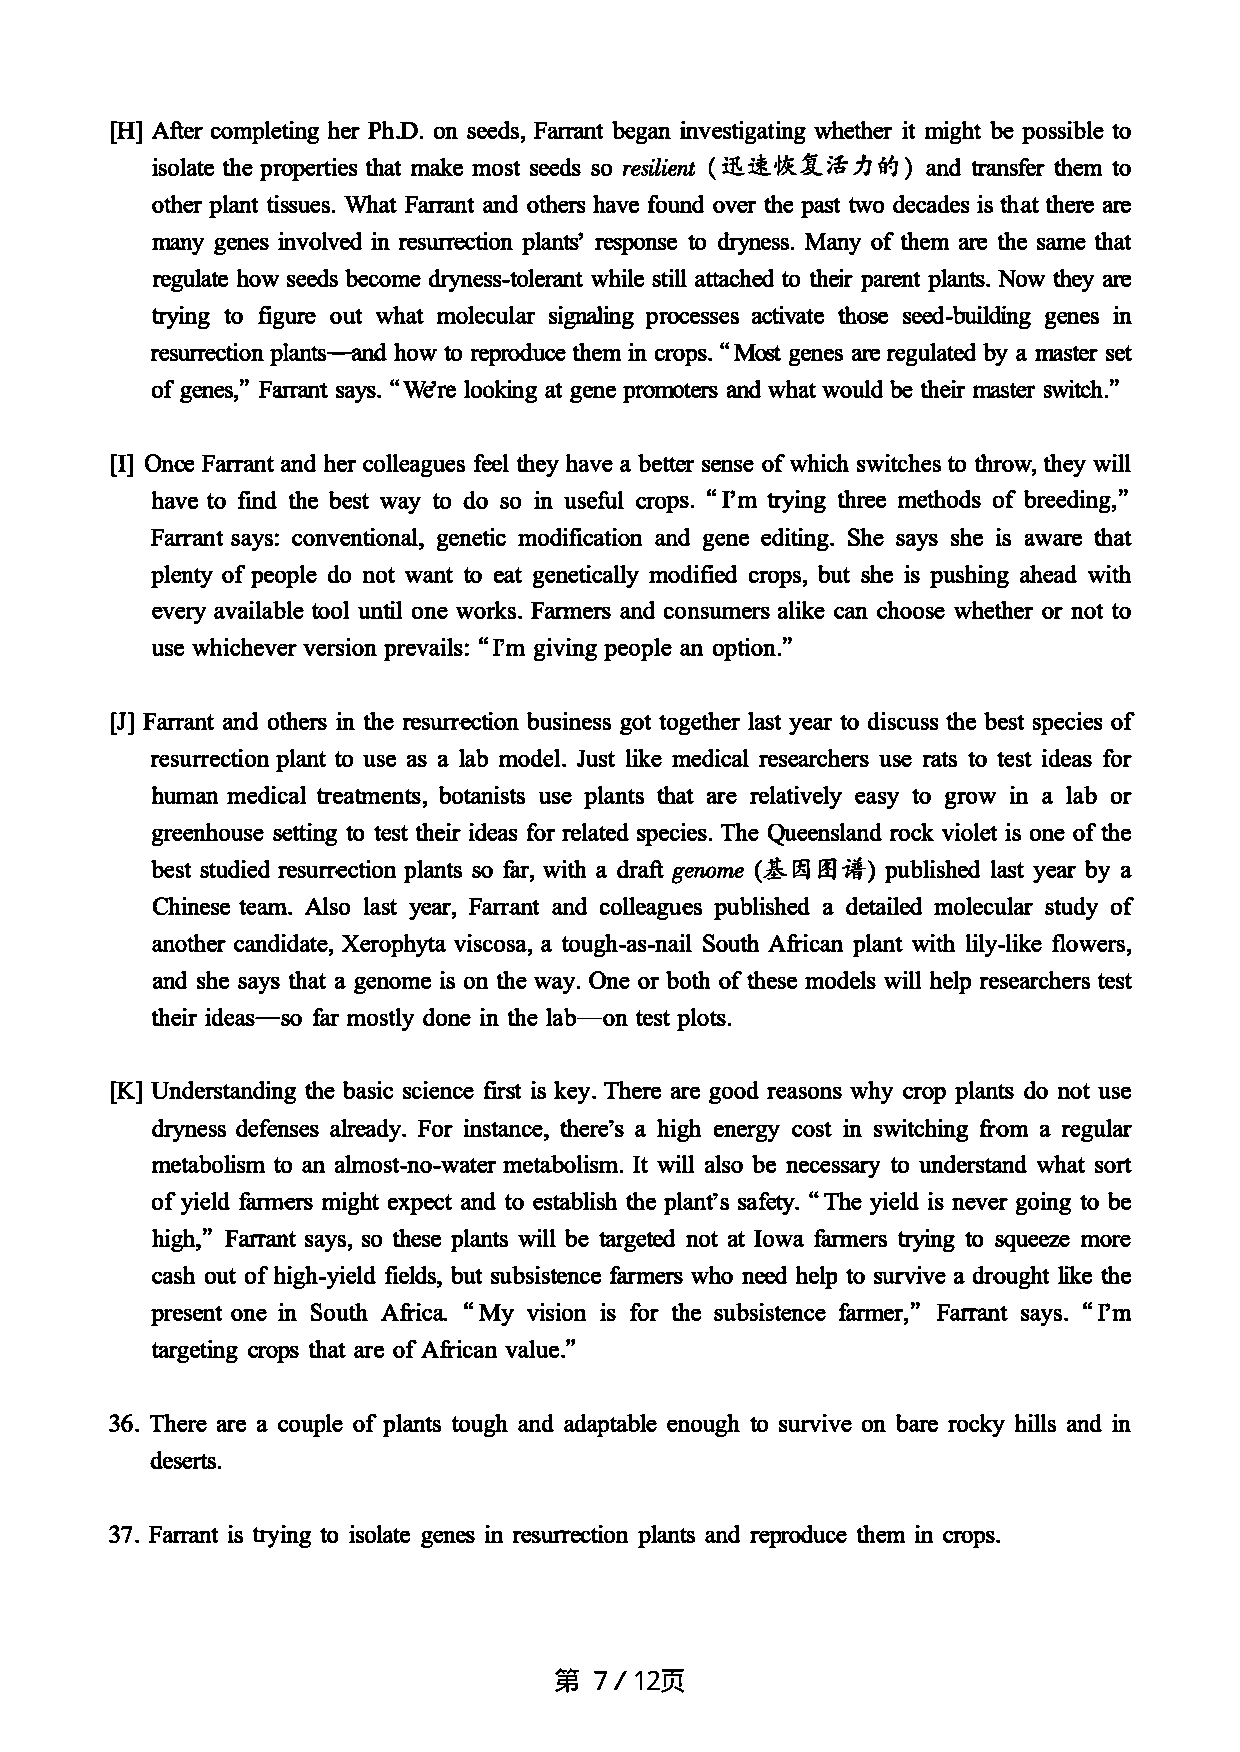 [H] After completing her Ph.D. on seeds, Farrant began investigating whether it might be possible to
isolate the properties that make most seeds so resilient (迅速恢复活力的) and transfer them to
other plant tissues. What Farrant and others have found over the past two decades is that there are
many genes involved in resurrection plants’ response to dryness. Many of them are the same that
regulate how seeds become dryness-tolerant while still attached to their parent plants. Now they are
trying to figure out what molecular signaling processes activate those seed-building genes in
resurrection plants—and how to reproduce them in crops. “Most genes are regulated by a master set
of genes,” Farrant says. “We’re looking at gene promoters and what would be their master switch.”
[I] Once Farrant and her colleagues feel they have a better sense of which switches to throw, they will
have to find the best way to do so in useful crops. “I’m trying three methods of breeding,”
Farrant says: conventional, genetic modification and gene editing. She says she is aware that
plenty of people do not want to eat genetically modified crops, but she is pushing ahead with
every available tool until one works. Farmers and consumers alike can choose whether or not to
use whichever version prevails: “I’m giving people an option.”
[J] Farrant and others in the resurrection business got together last year to discuss the best species of
resurrection plant to use as a lab model. Just like medical researchers use rats to test ideas for
human medical treatments, botanists use plants that are relatively easy to grow in a lab or
greenhouse setting to test their ideas for related species. The Queensland rock violet is one of the
best studied resurrection plants so far, with a draft genome (基因图谱) published last year by a
Chinese team. Also last year, Farrant and colleagues published a detailed molecular study of
another candidate, Xerophyta viscosa, a tough-as-nail South African plant with lily-like flowers,
and she says that a genome is on the way. One or both of these models will help researchers test
their ideas—so far mostly done in the lab—on test plots.
[K] Understanding the basic science first is key. There are good reasons why crop plants do not use
dryness defenses already. For instance, there’s a high energy cost in switching from a regular
metabolism to an almost-no-water metabolism. It will also be necessary to understand what sort
of yield farmers might expect and to establish the plant’s safety. “The yield is never going to be
high,” Farrant says, so these plants will be targeted not at Iowa farmers trying to squeeze more
cash out of high-yield fields, but subsistence farmers who need help to survive a drought like the
present one in South Africa. “My vision is for the subsistence farmer,” Farrant says. “I’m
targeting crops that are of African value.”
36. There are a couple of plants tough and adaptable enough to survive on bare rocky hills and in
deserts.
37. Farrant is trying to isolate genes in resurrection plants and reproduce them in crops.
第 7 / 12页